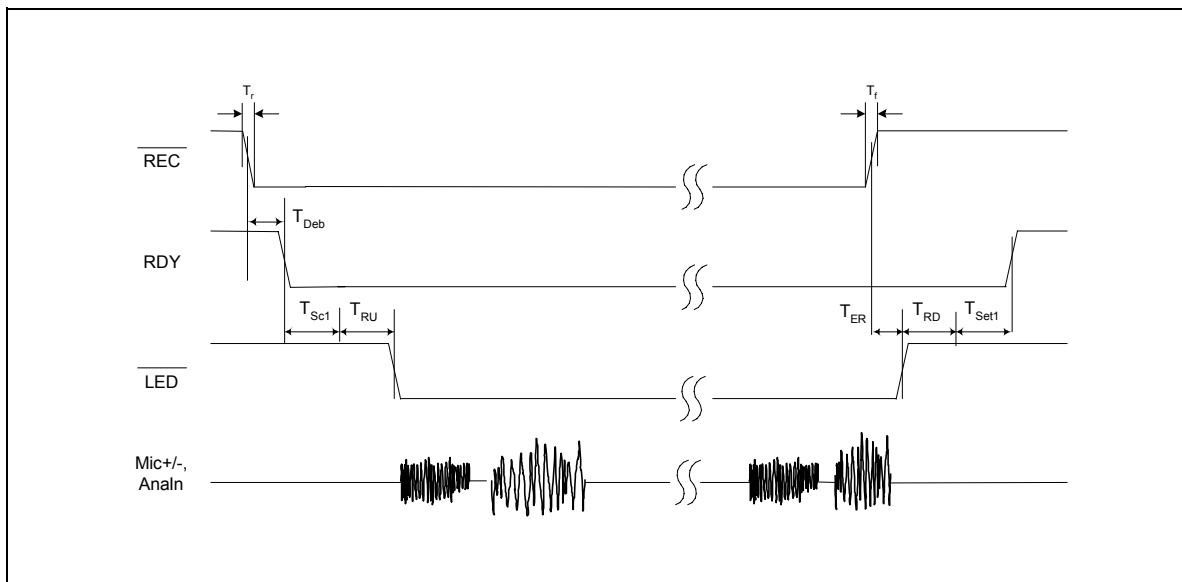 Tr
Tf
REC
TDeb
RDY
TSc1
TRU
TER
TRD
TSet1
LED
Mic+/-,
AnaIn